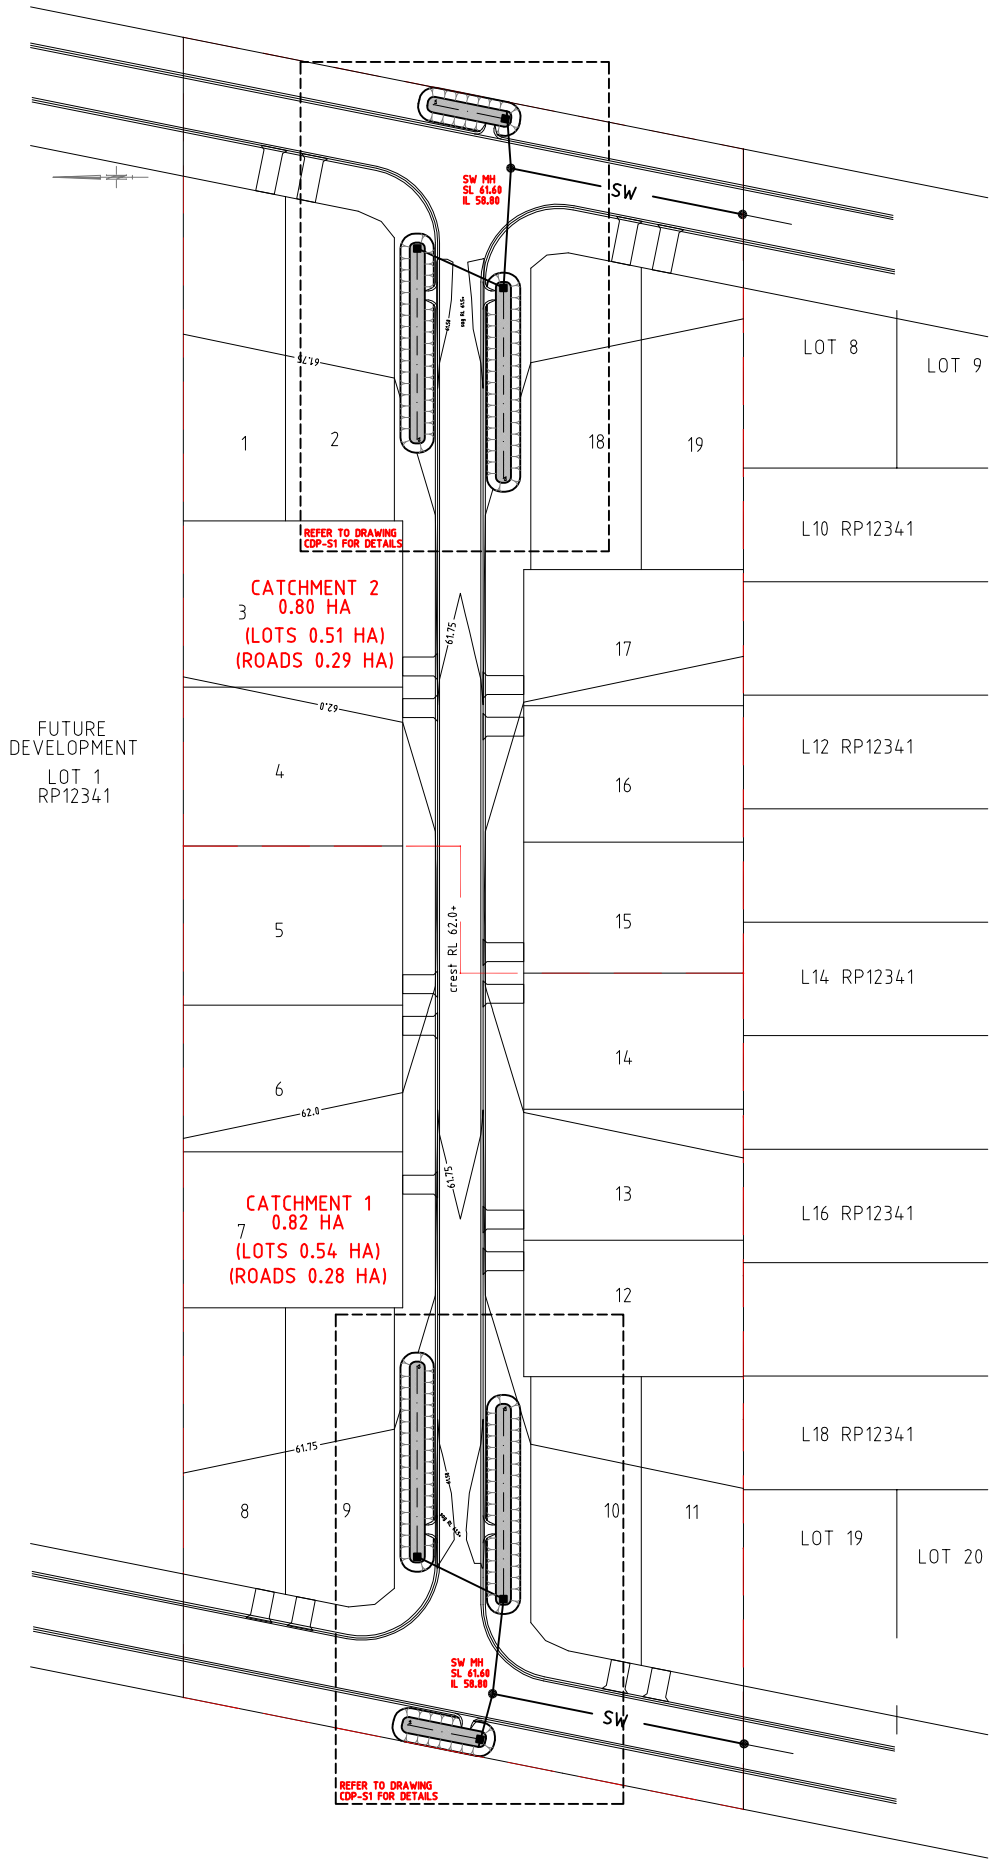 SW MH
SL 61.60
IL 58.80
SW
61.75
LOT 8
LOT 9
1
2
18
19
L10 RP12341
REFER TO DRAWING
CDP-S1 FOR DETAILS
CATCHMENT 2
0.80 HA
(LOTS 0.51 HA)
(ROADS 0.29 HA)
3
61.75
17
62.0
FUTURE
DEVELOPMENT
LOT 1
RP12341
4
16
L12 RP12341
5
crest RL 62.0+
15
L14 RP12341
14
6
62.0
61.75
13
CATCHMENT 1
0.82 HA
(LOTS 0.54 HA)
(ROADS 0.28 HA)
7
L16 RP12341
12
61.75
L18 RP12341
8
9
10
11
LOT 19
LOT 20
SW MH
SL 61.60
IL 58.80
SW
REFER TO DRAWING
CDP-S1 FOR DETAILS